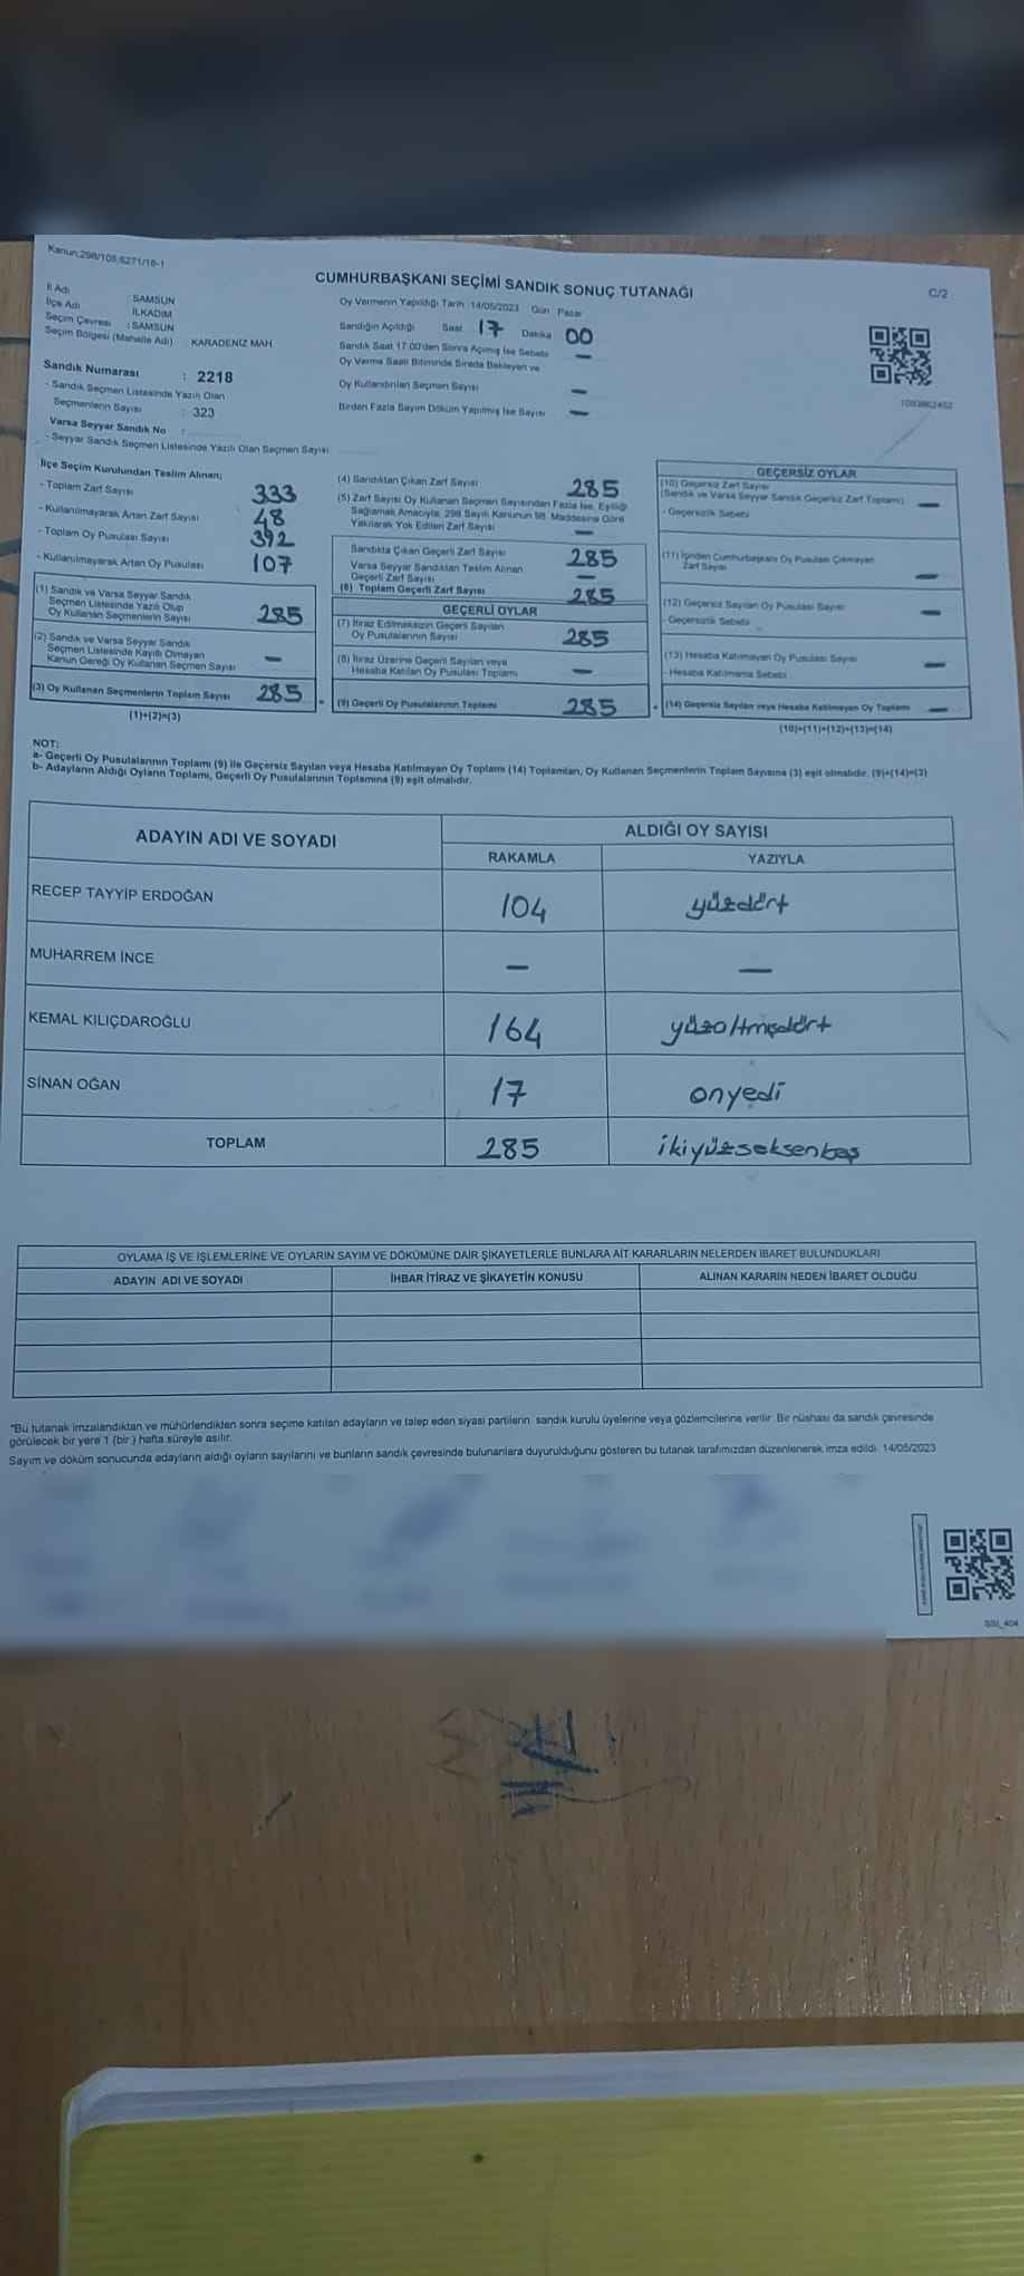 Kanun:298/105,6271/16-1
CUMHURBAŞKANI SEÇİMİ SANDIK SONUÇ TUTANAĞI
C/2
İl Adı : SAMSUN
İlçe Adı : İLKADIM
Seçim Çevresi : SAMSUN
Seçim Bölgesi (Mahalle Adı) KARADENİZ MAH.
Oy Vermenin Yapıldığı Tarih :14/05/2023 Gün Pazar
Sandığın Açıldığı Saat 17 Dakika 00
Sandık Saat 17.00'den Sonra Açılmış İse Sebebi —
Oy Verme Saati Bitiminde Sırada Bekleyen ve
Oy Kullandırılan Seçmen Sayısı —
Birden Fazla Sayım Döküm Yapılmış İse Sayısı —
Sandık Numarası : 2218
- Sandık Seçmen Listesinde Yazılı Olan
Seçmenlerin Sayısı : 323
Varsa Seyyar Sandık No :
- Seyyar Sandık Seçmen Listesinde Yazılı Olan Seçmen Sayısı
İlçe Seçim Kurulundan Teslim Alınan;
- Toplam Zarf Sayısı 333
- Kullanılmayarak Artan Zarf Sayısı 48
- Toplam Oy Pusulası Sayısı 392
- Kullanılmayarak Artan Oy Pusulası 107
(1) Sandık ve Varsa Seyyar Sandık
Seçmen Listesinde Yazılı Olup
Oy Kullanan Seçmenlerin Sayısı 285
(2) Sandık ve Varsa Seyyar Sandık
Seçmen Listesinde Kayıtlı Olmayan
Kanun Gereği Oy Kullanan Seçmen Sayısı —
(3) Oy Kullanan Seçmenlerin Toplam Sayısı 285
(1)+(2)=(3)
(4) Sandıktan Çıkan Zarf Sayısı 285
(5) Zarf Sayısı Oy Kullanan Seçmen Sayısından Fazla İse, Eşitliği
Sağlamak Amacıyla, 298 Sayılı Kanunun 98. Maddesine Göre
Yakılarak Yok Edilen Zarf Sayısı —
Sandıkta Çıkan Geçerli Zarf Sayısı 285
Varsa Seyyar Sandıktan Teslim Alınan
Geçerli Zarf Sayısı —
(6) Toplam Geçerli Zarf Sayısı 285
GEÇERLİ OYLAR
(7) İtiraz Edilmeksizin Geçerli Sayılan
Oy Pusulalarının Sayısı 285
(8) İtiraz Üzerine Geçerli Sayılan veya
Hesaba Katılan Oy Pusulası Toplamı —
(9) Geçerli Oy Pusulalarının Toplamı 285
GEÇERSİZ OYLAR
(10) Geçersiz Zarf Sayısı
(Sandık ve Varsa Seyyar Sandık Geçersiz Zarf Toplamı) —
- Geçersizlik Sebebi
(11) İçinden Cumhurbaşkanı Oy Pusulası Çıkmayan
Zarf Sayısı —
(12) Geçersiz Sayılan Oy Pusulası Sayısı —
- Geçersizlik Sebebi
(13) Hesaba Katılmayan Oy Pusulası Sayısı —
- Hesaba Katılmama Sebebi
(14) Geçersiz Sayılan veya Hesaba Katılmayan Oy Toplamı —
(10)+(11)+(12)+(13)=(14)
NOT:
a- Geçerli Oy Pusulalarının Toplamı (9) ile Geçersiz Sayılan veya Hesaba Katılmayan Oy Toplamı (14) Toplamları, Oy Kullanan Seçmenlerin Toplam Sayısına (3) eşit olmalıdır. (9)+(14)=(3)
b- Adayların Aldığı Oyların Toplamı, Geçerli Oy Pusulalarının Toplamına (9) eşit olmalıdır.
ADAYIN ADI VE SOYADI
ALDIĞI OY SAYISI
RAKAMLA YAZIYLA
RECEP TAYYİP ERDOĞAN 104 yüzdört
MUHARREM İNCE — —
KEMAL KILIÇDAROĞLU 164 yüzaltmışdört
SİNAN OĞAN 17 onyedi
TOPLAM 285 ikiyüzseksenbeş
OYLAMA İŞ VE İŞLEMLERİNE VE OYLARIN SAYIM VE DÖKÜMÜNE DAİR ŞİKAYETLERLE BUNLARA AİT KARARLARIN NELERDEN İBARET BULUNDUKLARI
ADAYIN ADI VE SOYADI İHBAR İTİRAZ VE ŞİKAYETİN KONUSU ALINAN KARARIN NEDEN İBARET OLDUĞU
*Bu tutanak imzalandıktan ve mühürlendikten sonra seçime katılan adayların ve talep eden siyasi partilerin sandık kurulu üyelerine veya gözlemcilerine verilir. Bir nüshası da sandık çevresinde
görülecek bir yere 1 (bir) hafta süreyle asılır.
Sayım ve döküm sonucunda adayların aldığı oyların sayılarını ve bunların sandık çevresinde bulunanlara duyurulduğunu gösteren bu tutanak tarafımızdan düzenlenerek imza edildi. 14/05/2023